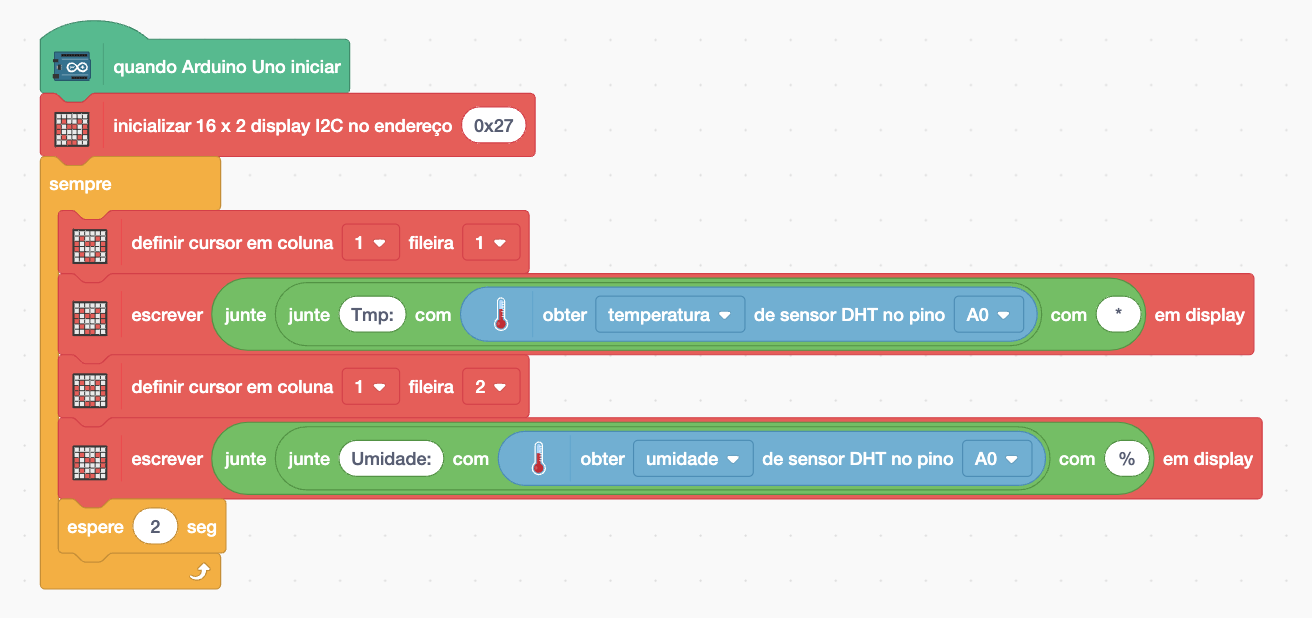 quando Arduino Uno iniciar
inicializar 16 x 2 display I2C no endereço 0x27
sempre
definir cursor em coluna 1 fileira 1
escrever junte junte Tmp: com obter temperatura de sensor DHT no pino A0 com * em display
definir cursor em coluna 1 fileira 2
escrever junte junte Umidade: com obter umidade de sensor DHT no pino A0 com % em display
espere 2 seg